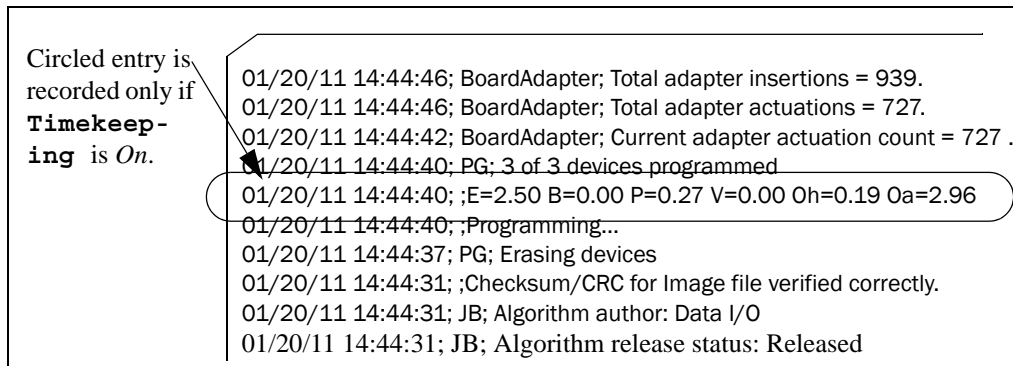 Circled entry is
recorded only if
Timekeep-
ing is On.
01/20/11 14:44:46; BoardAdapter; Total adapter insertions = 939.
01/20/11 14:44:46; BoardAdapter; Total adapter actuations = 727.
01/20/11 14:44:42; BoardAdapter; Current adapter actuation count = 727 .
01/20/11 14:44:40; PG; 3 of 3 devices programmed
01/20/11 14:44:40; ;E=2.50 B=0.00 P=0.27 V=0.00 Oh=0.19 Oa=2.96
01/20/11 14:44:40; ;Programming...
01/20/11 14:44:37; PG; Erasing devices
01/20/11 14:44:31; ;Checksum/CRC for Image file verified correctly.
01/20/11 14:44:31; JB; Algorithm author: Data I/O
01/20/11 14:44:31; JB; Algorithm release status: Released